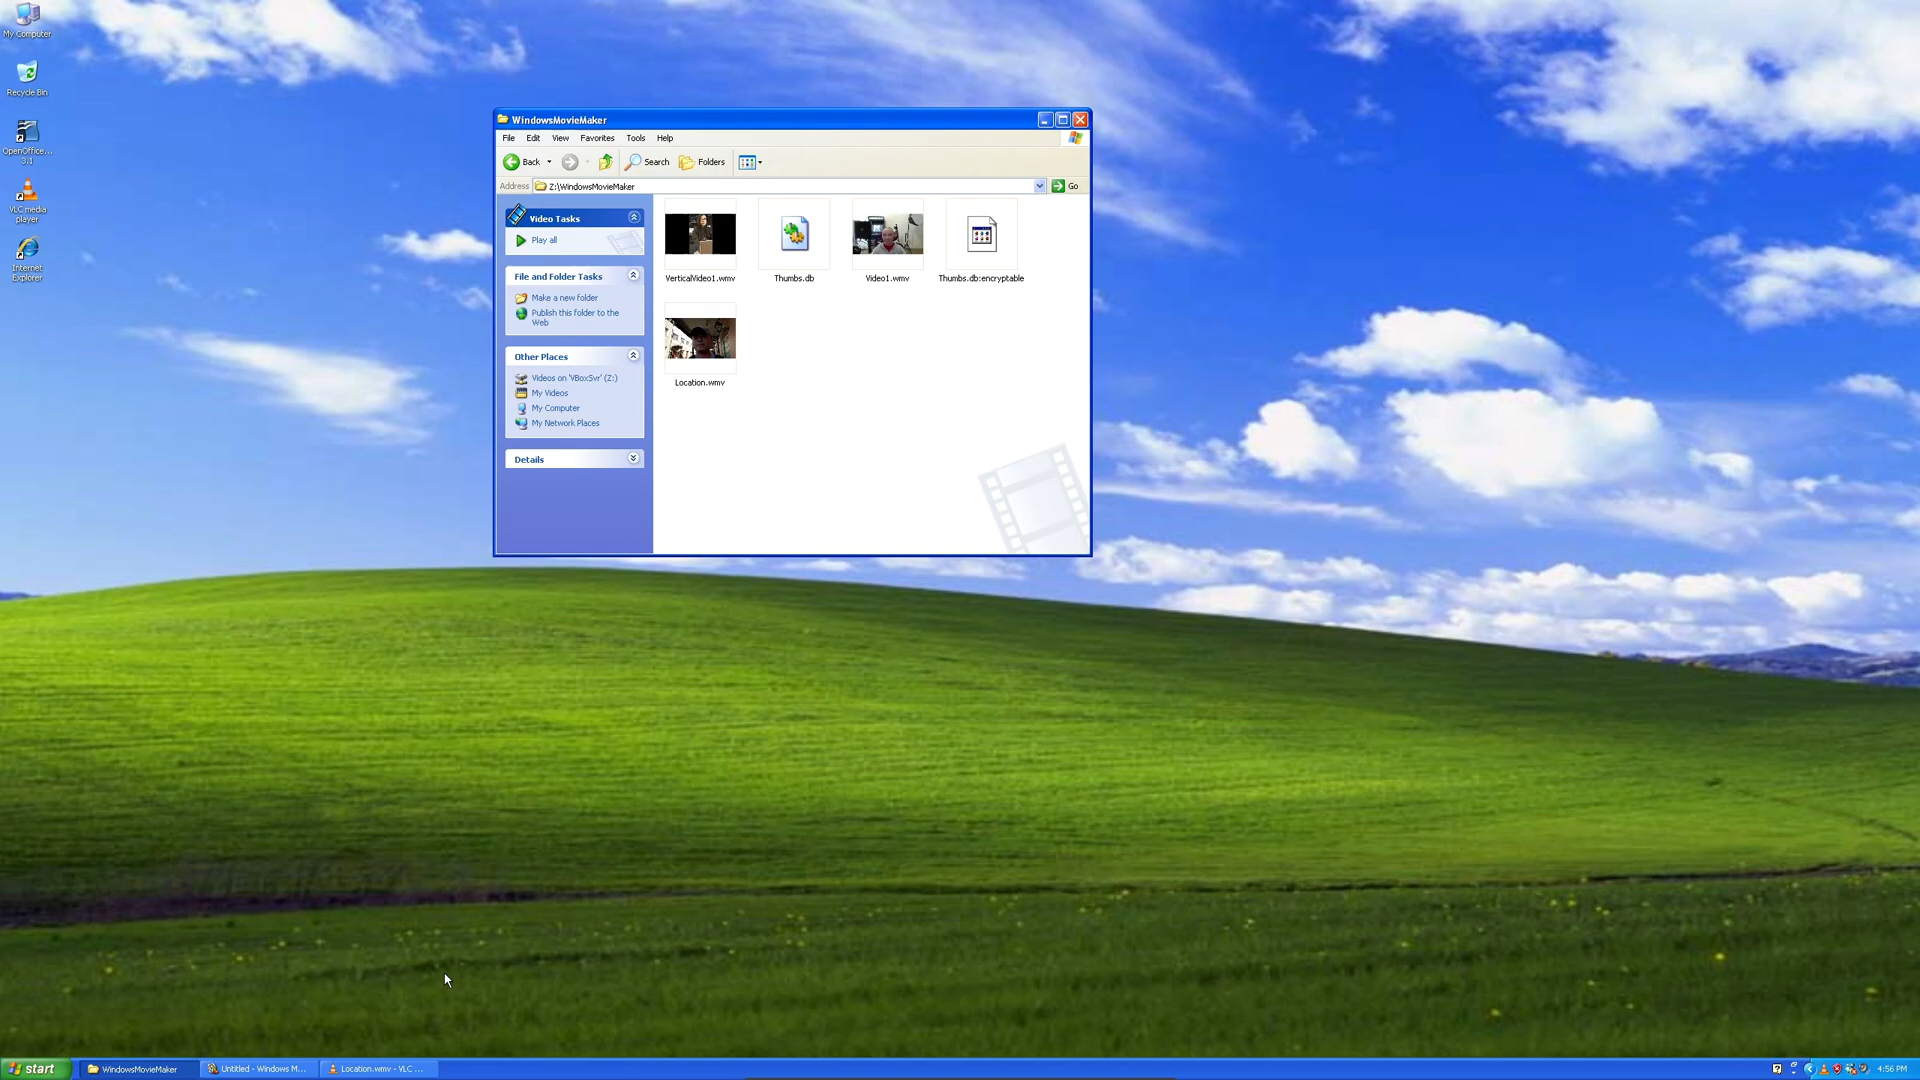 My Computer
Recycle Bin
OpenOffice...
3.1
VLC media
player
Internet
Explorer
WindowsMovieMaker
File Edit View Favorites Tools Help
Back Search Folders
Address Z:\WindowsMovieMaker Go
Video Tasks
Play all
File and Folder Tasks
Make a new folder
Publish this folder to the
Web
Other Places
Videos on 'VBoxSvr' (Z:)
My Videos
My Computer
My Network Places
Details
VerticalVideo1.wmv Thumbs.db Video1.wmv Thumbs.db:encryptable
Location.wmv
start WindowsMovieMaker Untitled - Windows M... Location.wmv - VLC ... 4:56 PM